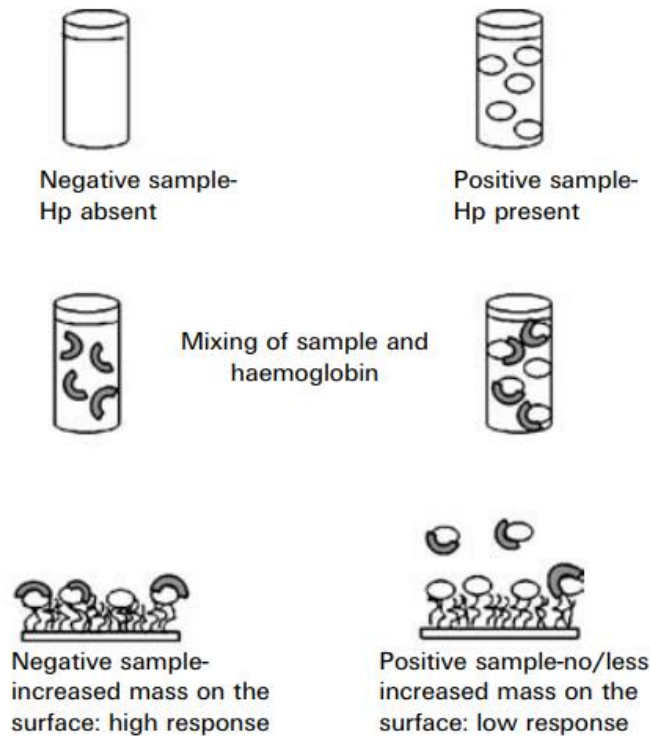 Negative sample-
Hp absent
Positive sample-
Hp present
Mixing of sample and
haemoglobin
Negative sample-
increased mass on the
surface: high response
Positive sample-no/less
increased mass on the
surface: low response